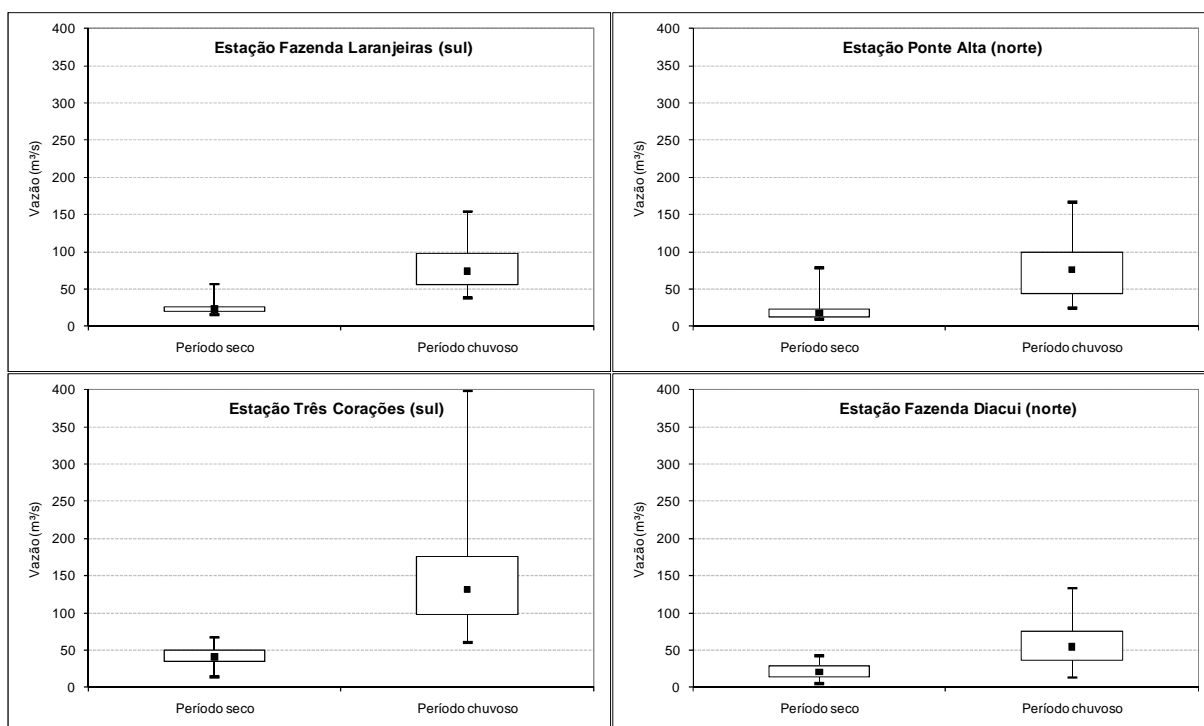 Estação Fazenda Laranjeiras (sul)
400
350
300
250
200
150
100
50
0
Vazão (m³/s)
Período seco
Período chuvoso
Estação Ponte Alta (norte)
400
350
300
250
200
150
100
50
0
Vazão (m³/s)
Período seco
Período chuvoso
Estação Três Corações (sul)
400
350
300
250
200
150
100
50
0
Vazão (m³/s)
Período seco
Período chuvoso
Estação Fazenda Diacui (norte)
400
350
300
250
200
150
100
50
0
Vazão (m³/s)
Período seco
Período chuvoso